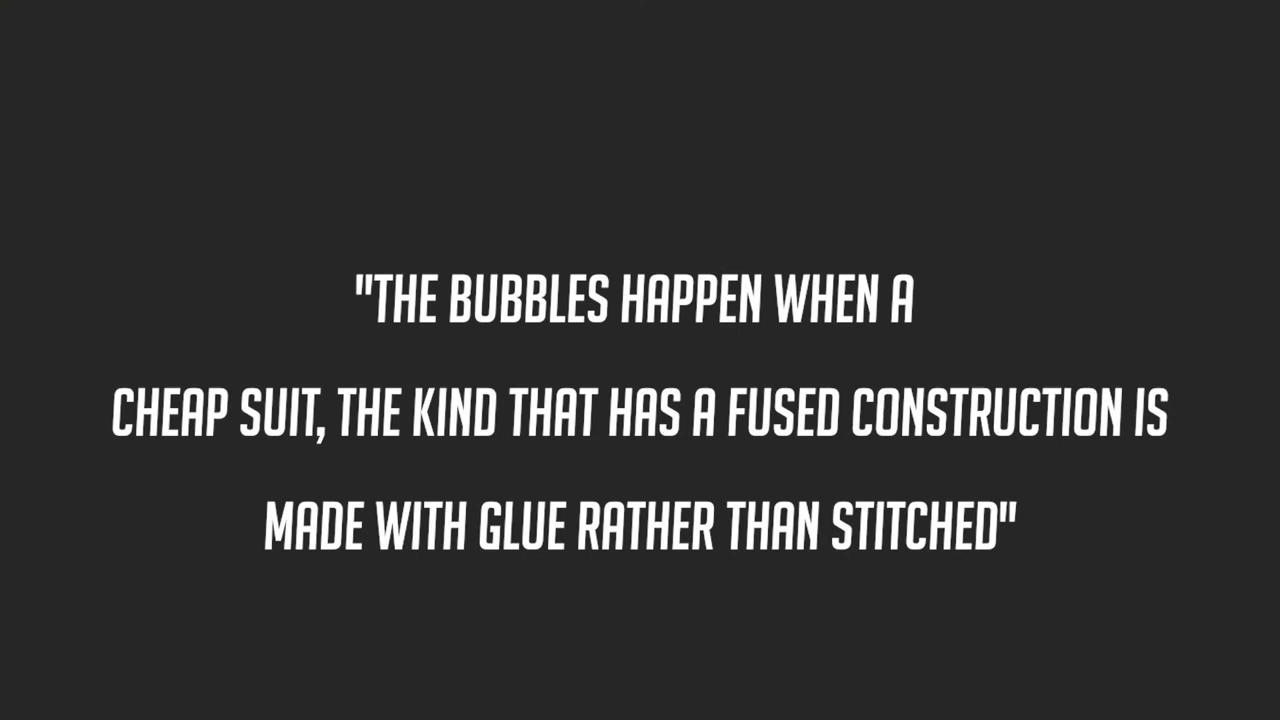 "THE BUBBLES HAPPEN WHEN A
CHEAP SUIT, THE KIND THAT HAS A FUSED CONSTRUCTION IS
MADE WITH GLUE RATHER THAN STITCHED"